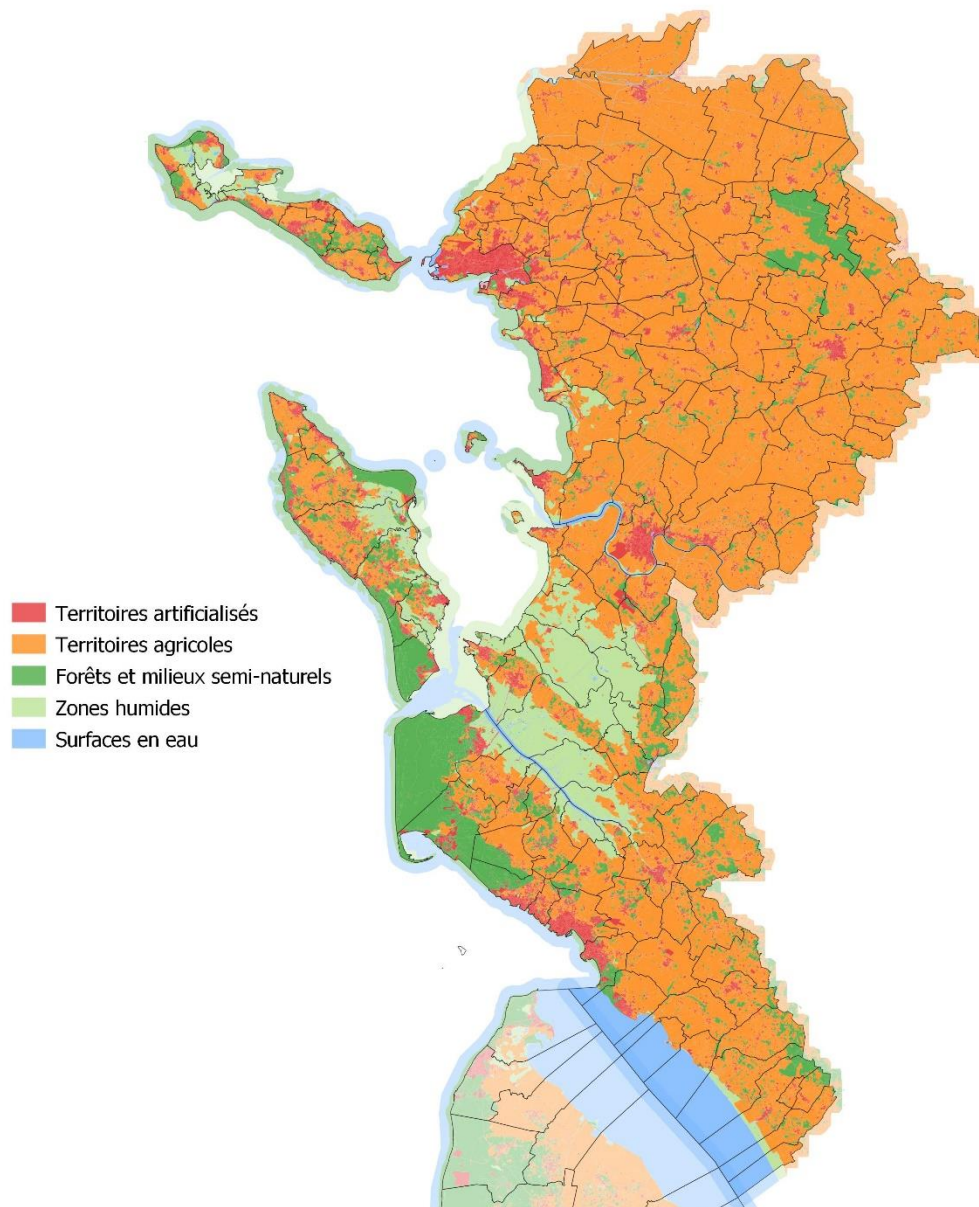 Territoires artificialisés
Territoires agricoles
Forêts et milieux semi-naturels
Zones humides
Surfaces en eau